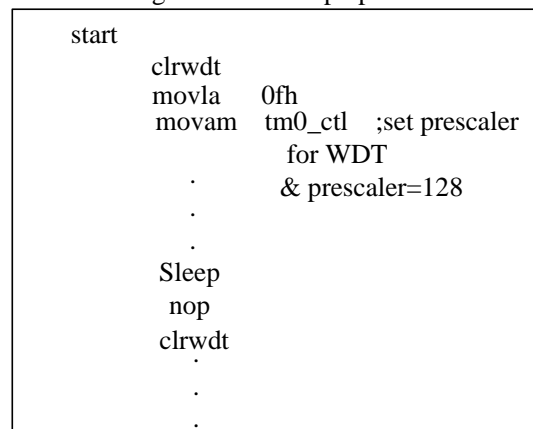 start
clrwdt
movla 0fh
movam tm0_ctl ;set prescaler
for WDT
. & prescaler=128
.
.
Sleep
nop
clrwdt
.
.
.